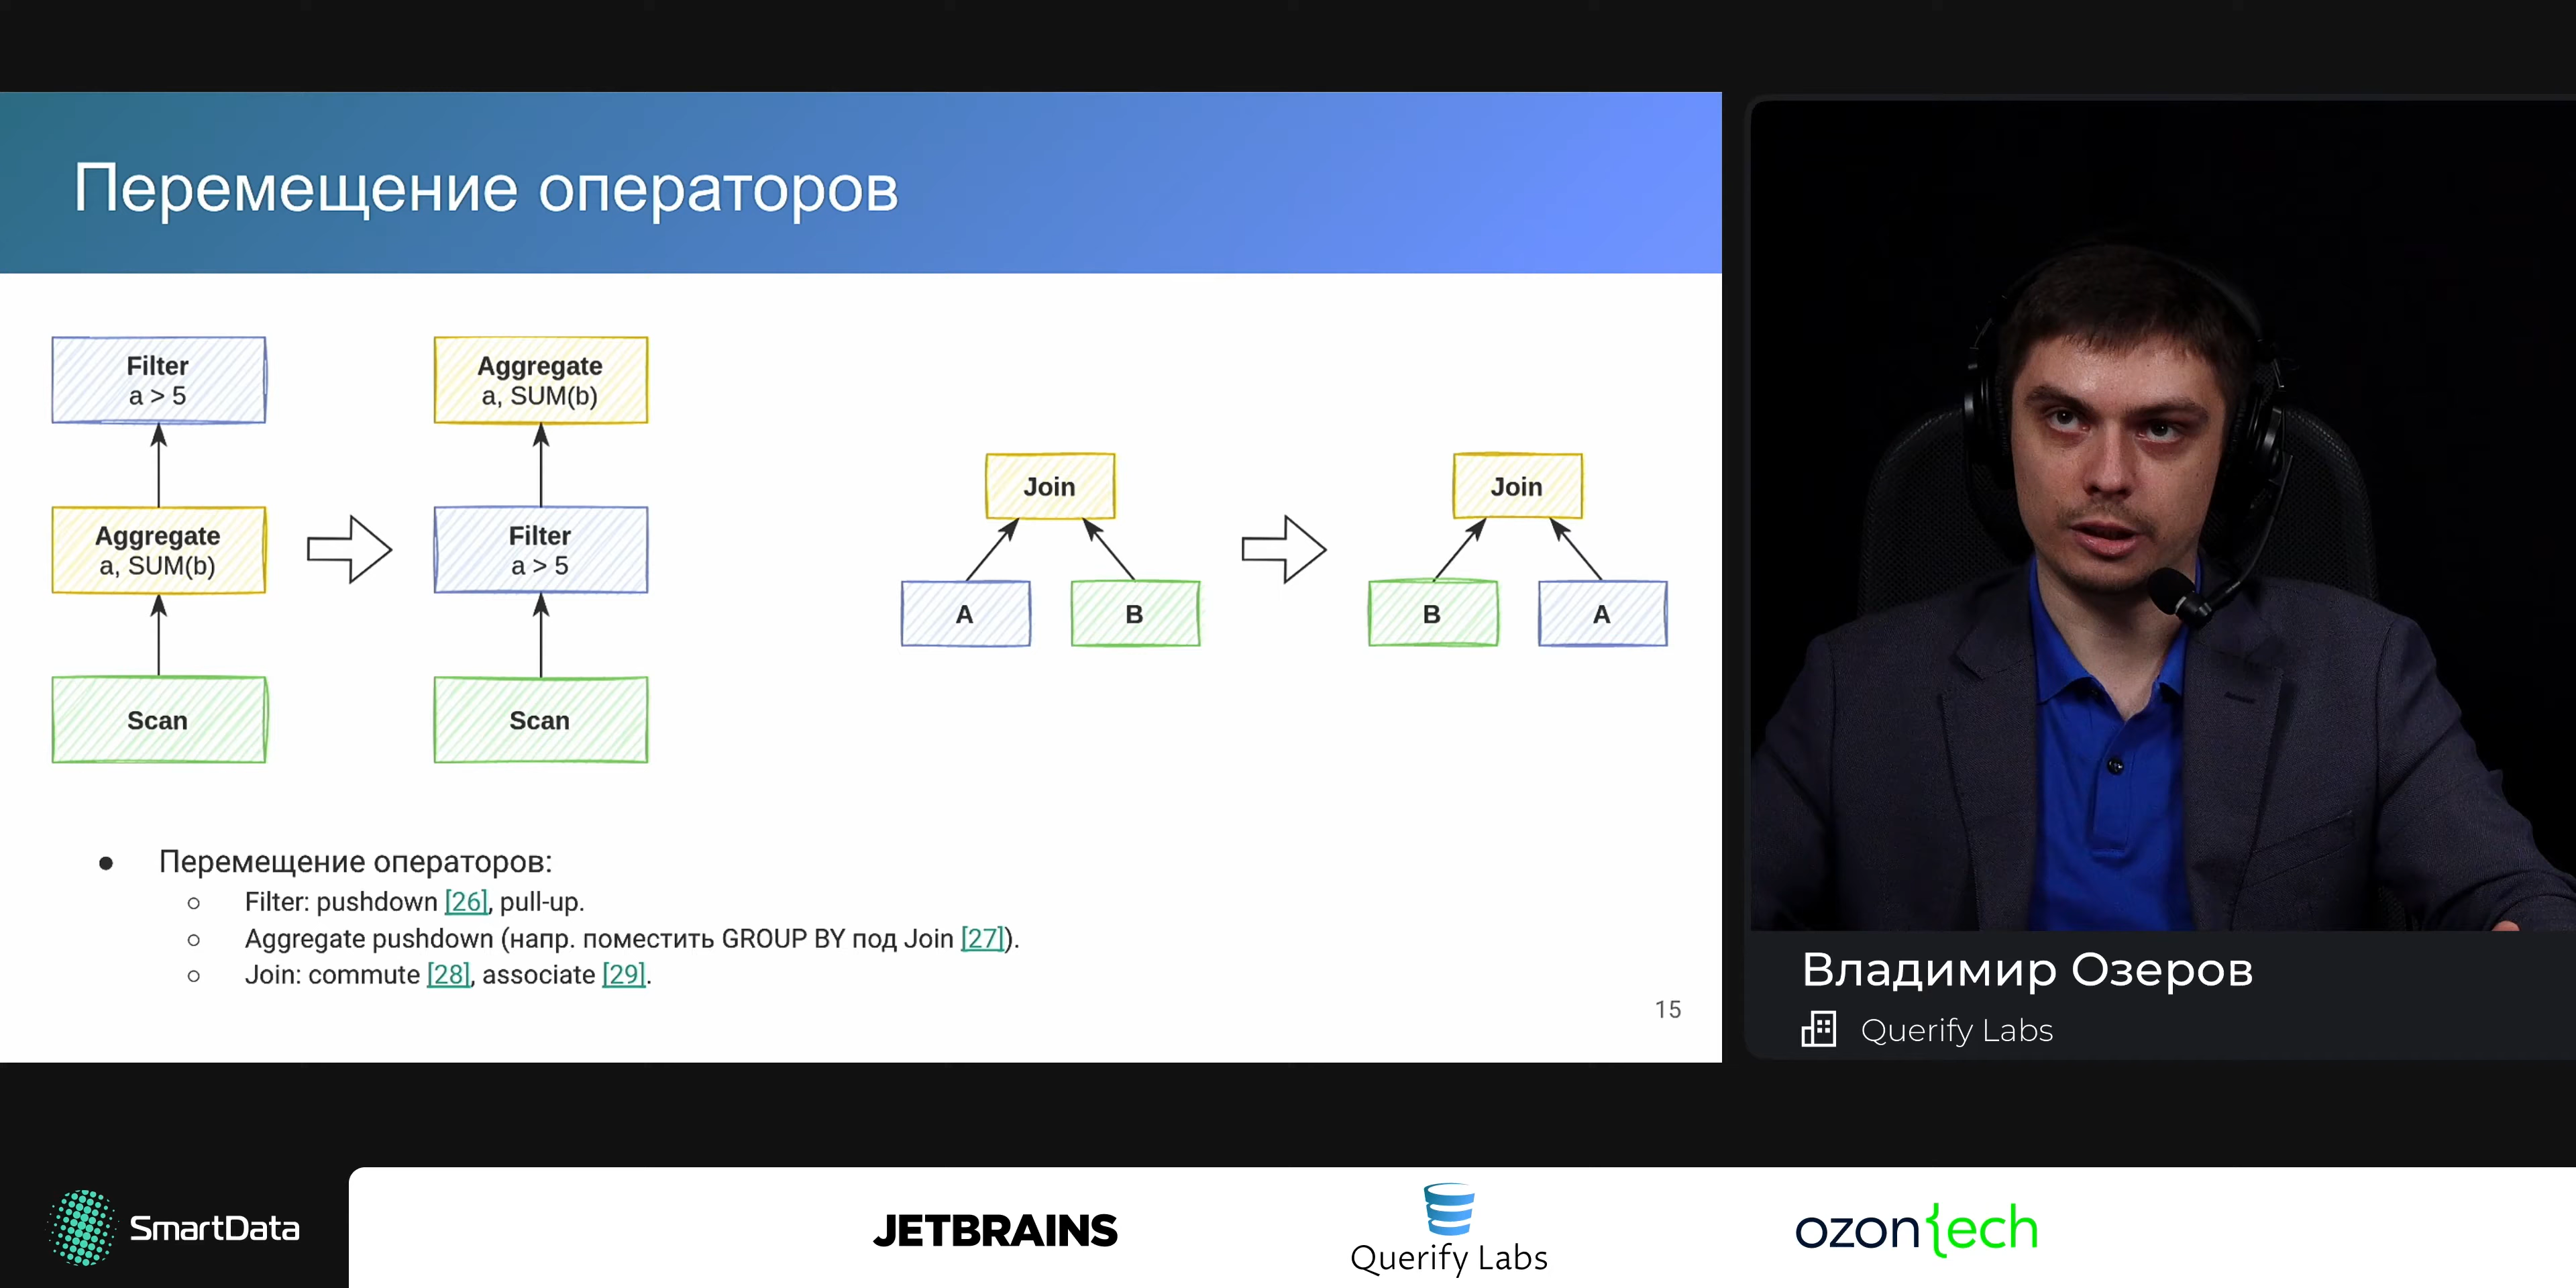 Перемещение операторов
Filter
a > 5
Aggregate
a, SUM(b)
Scan
Aggregate
a, SUM(b)
Filter
a > 5
Scan
Join
A
B
Join
B
A
Перемещение операторов:
Filter: pushdown [26], pull-up.
Aggregate pushdown (напр. поместить GROUP BY под Join [27]).
Join: commute [28], associate [29].
15
Владимир Озеров
Querify Labs
SmartData
JETBRAINS
Querify Labs
ozon{ech